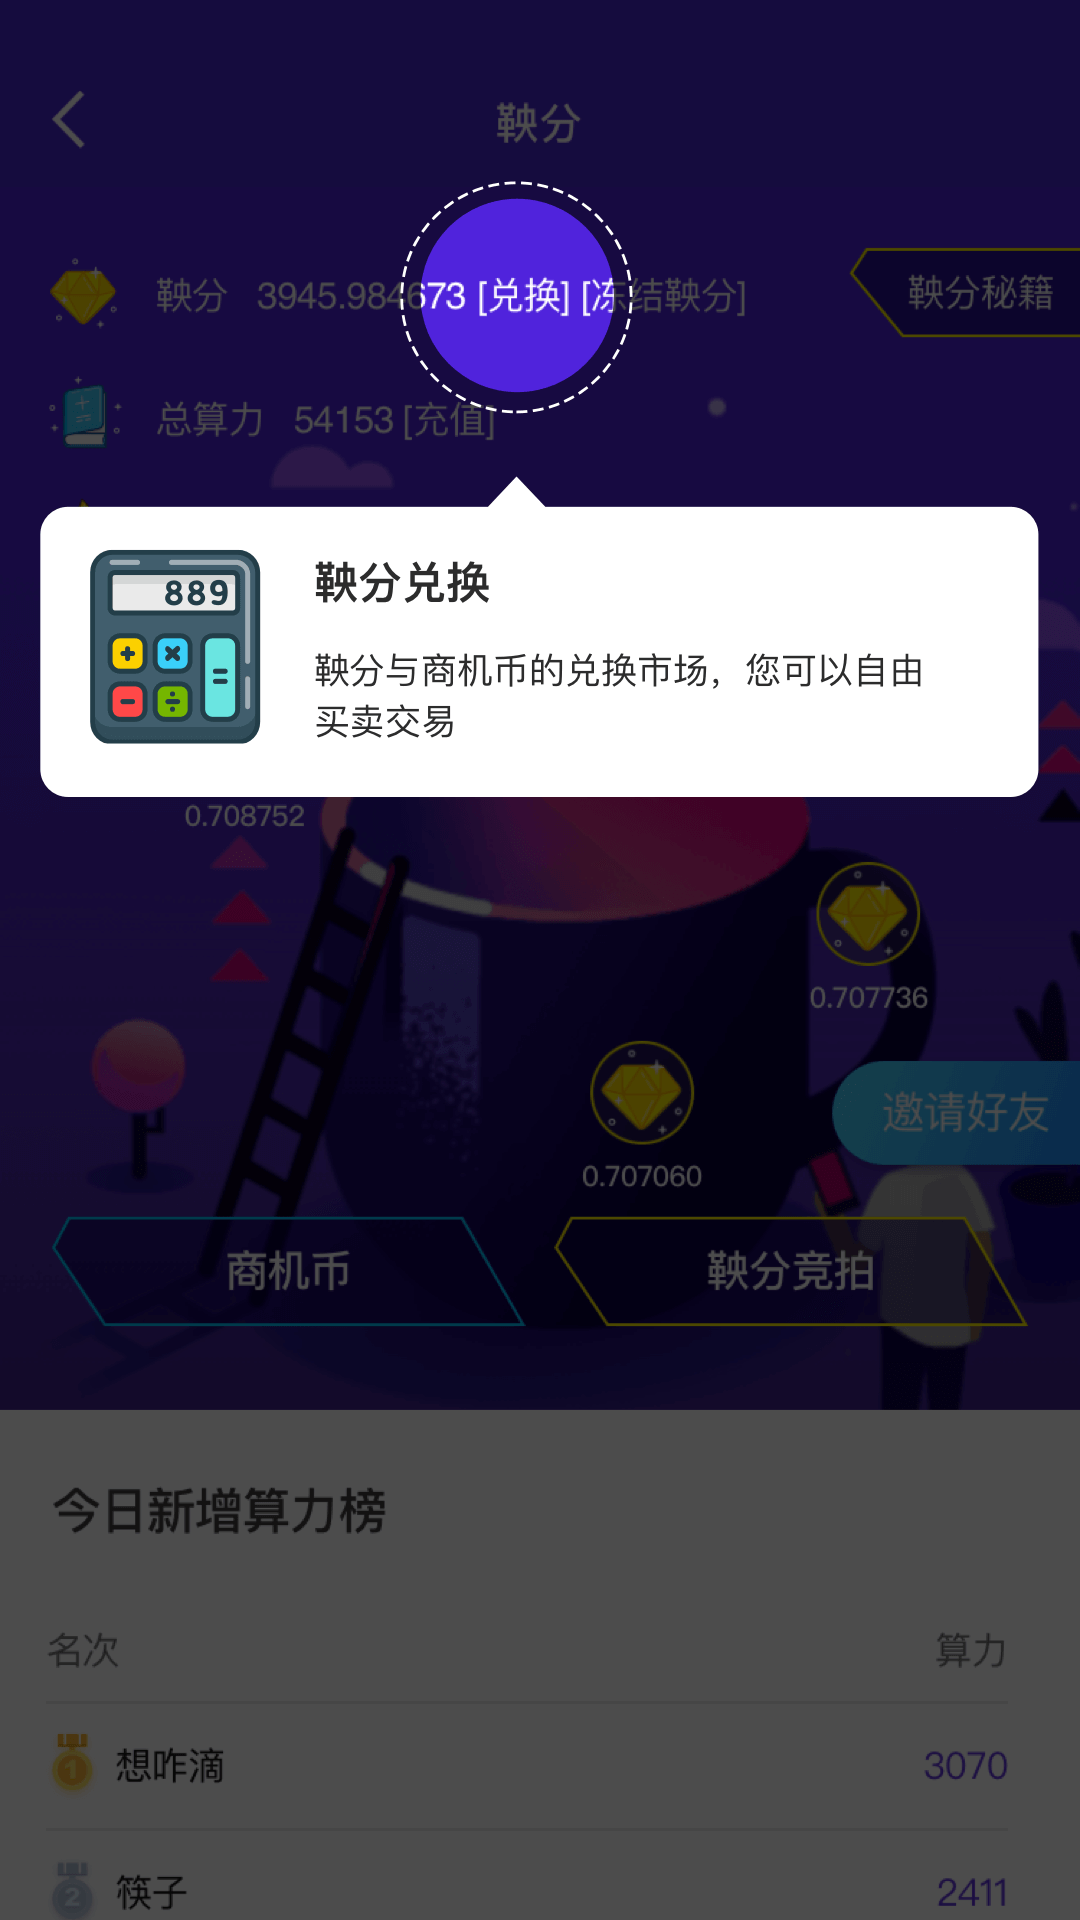 鞅分
鞅分 3945.984673 [兑换] [冻结鞅分]
鞅分秘籍
总算力 54153 [充值]
889
鞅分兑换
鞅分与商机币的兑换市场，您可以自由
买卖交易
0.708752
0.707736
邀请好友
0.707060
商机币
鞅分竞拍
今日新增算力榜
名次 算力
1 想咋滴 3070
2 筷子 2411